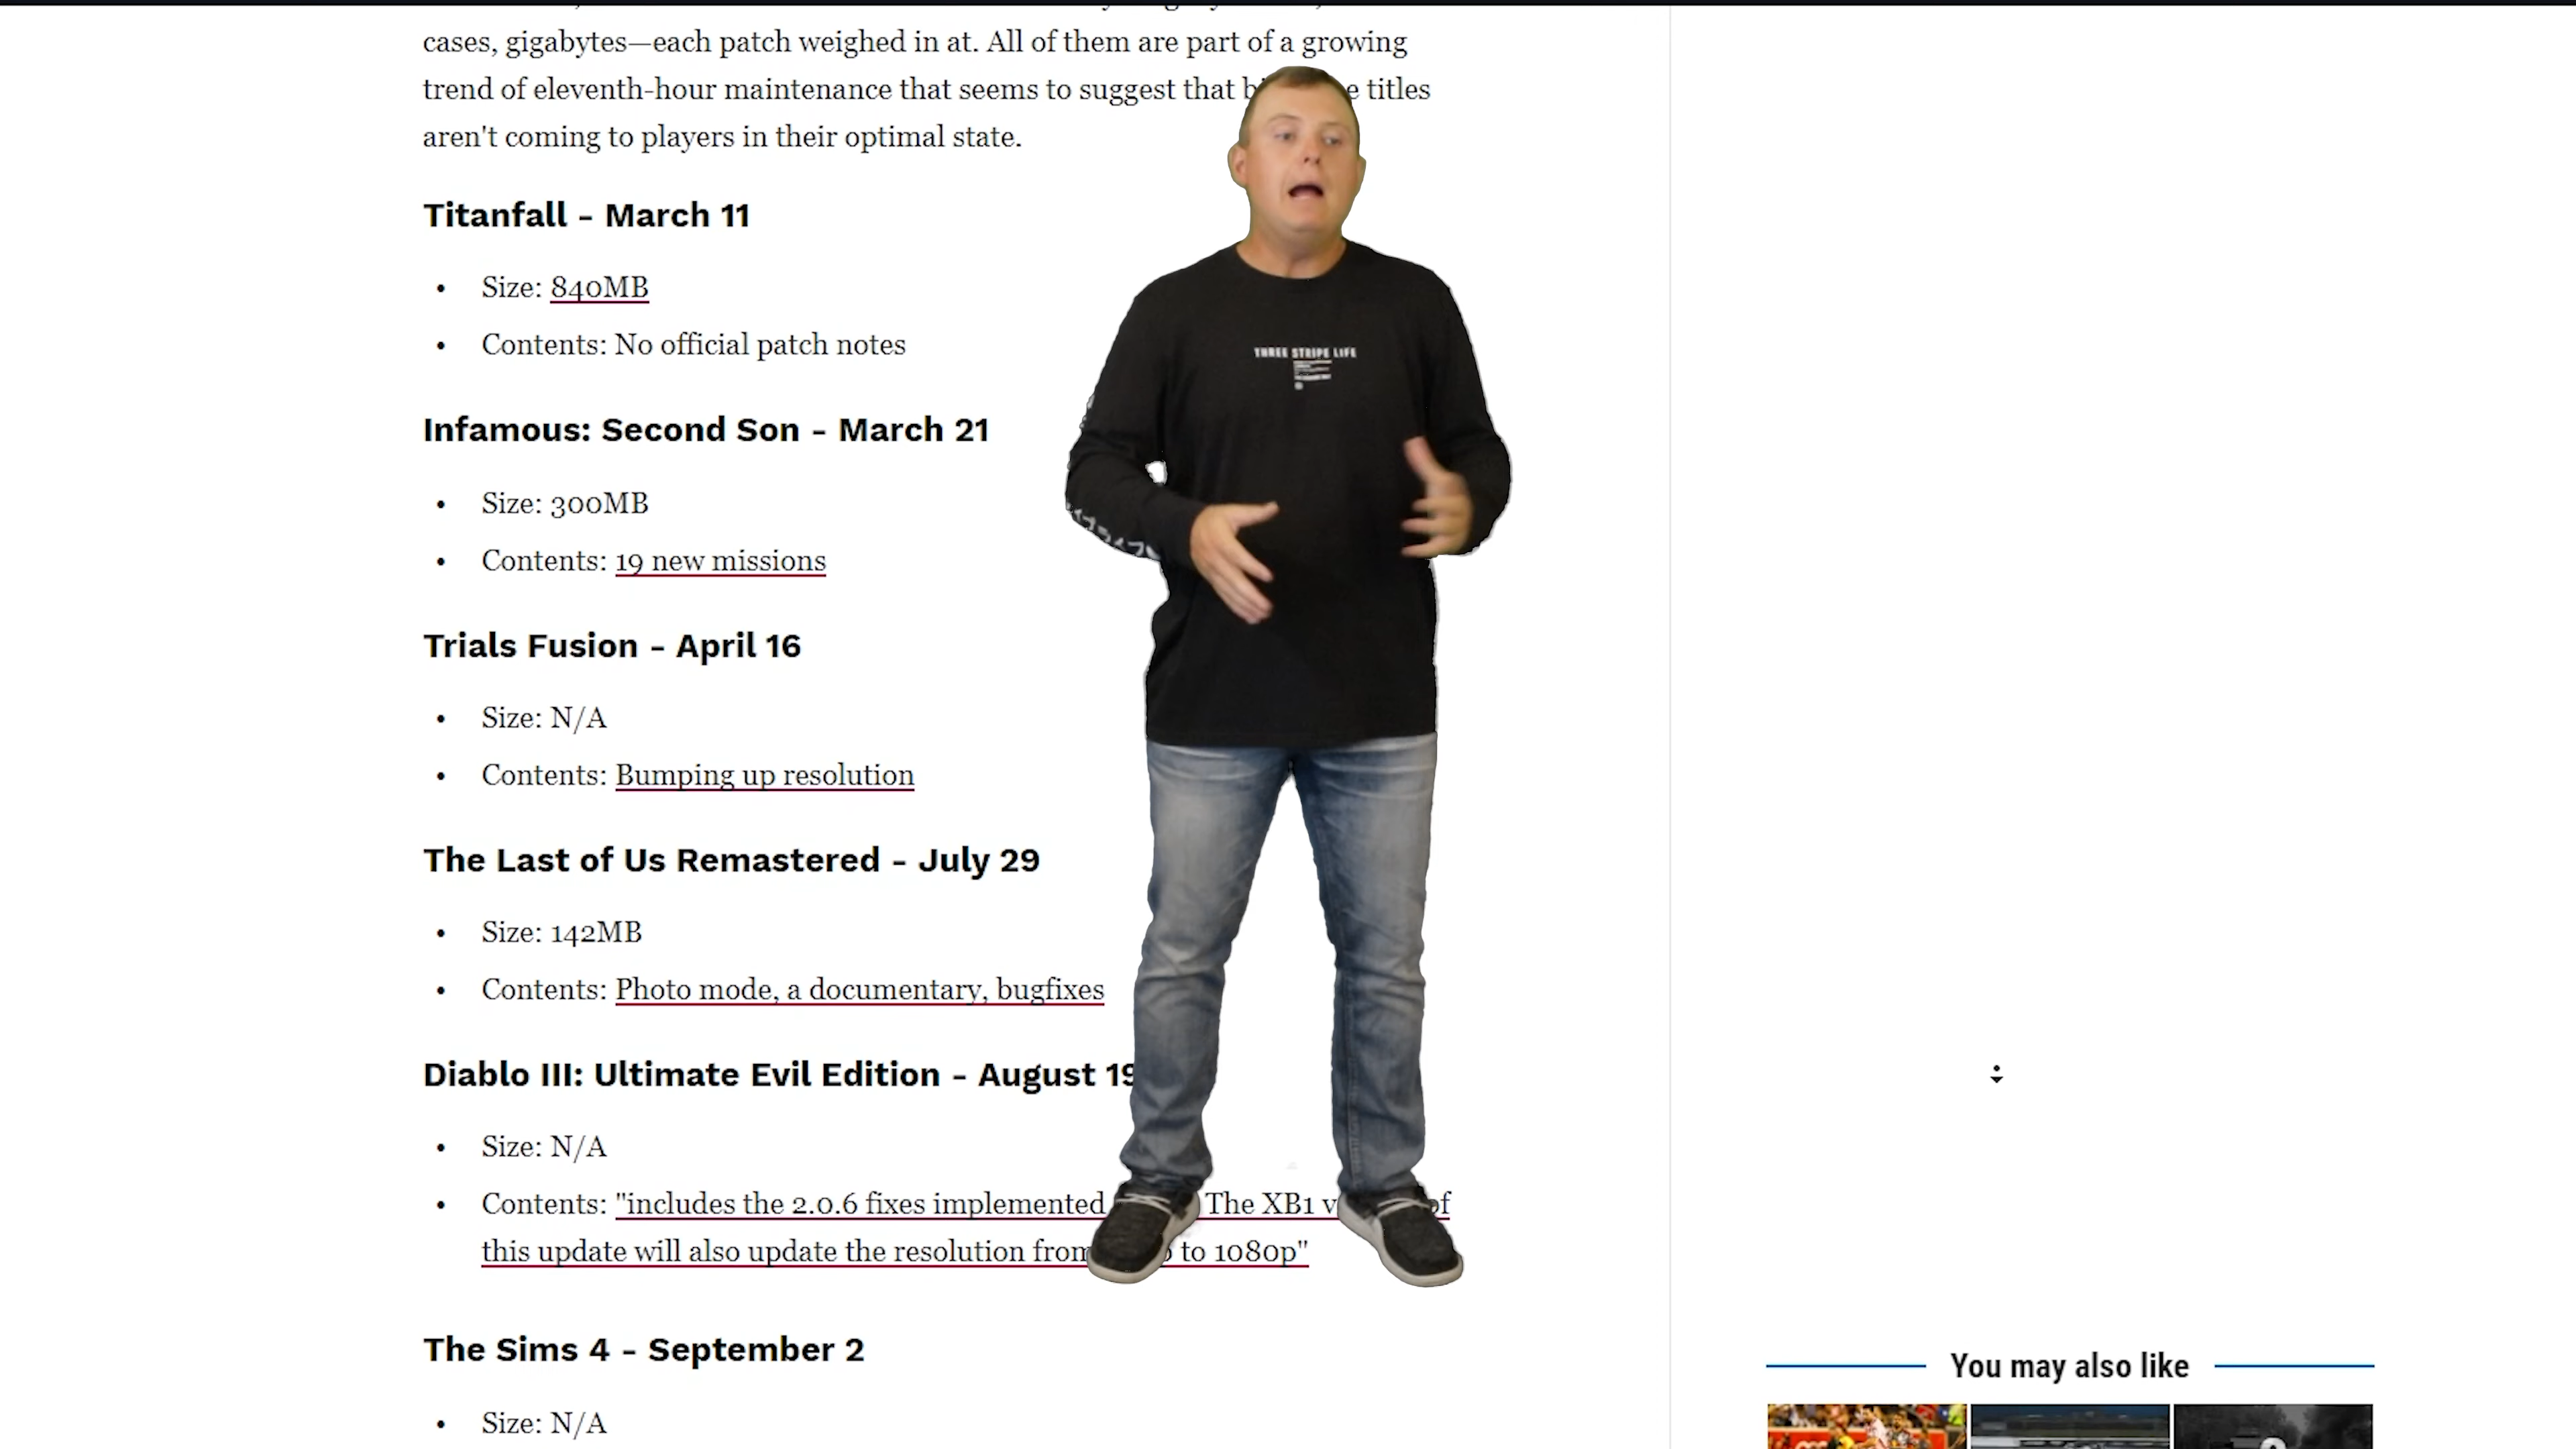 cases, gigabytes—each patch weighed in at. All of them are part of a growing
trend of eleventh-hour maintenance that seems to suggest that titles
aren't coming to players in their optimal state.
Titanfall - March 11
• Size: 840MB
• Contents: No official patch notes
THREE STRIPE LIFE
Infamous: Second Son - March 21
• Size: 300MB
• Contents: 19 new missions
Trials Fusion - April 16
• Size: N/A
• Contents: Bumping up resolution
The Last of Us Remastered - July 29
• Size: 142MB
• Contents: Photo mode, a documentary, bugfixes
Diablo III: Ultimate Evil Edition - August 19
• Size: N/A
• Contents: "includes the 2.0.6 fixes implemented The XB1 of
this update will also update the resolution from to 1080p"
The Sims 4 - September 2
• Size: N/A
You may also like